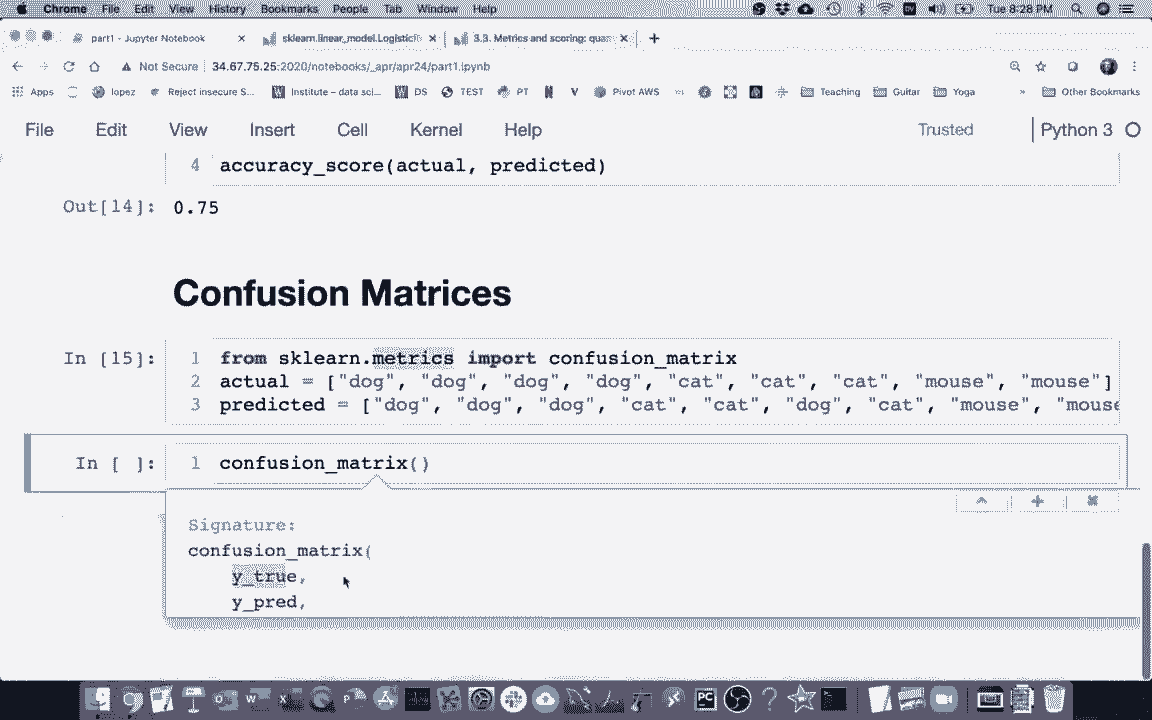 Chrome File Edit View History Bookmarks People Tab Window Help Tue 8:28 PM
part1 - Jupyter Notebook sklearn.linear_model.Logistic 3.3. Metrics and scoring: quan
Not Secure 34.67.75.25:2020/notebooks/_apr/apr24/part1.ipynb
Apps lopez Reject insecure S... Institute – data sci... DS TEST PT N V Pivot AWS Teaching Guitar Yoga » Other Bookmarks
File Edit View Insert Cell Kernel Help Trusted Python 3
4 accuracy_score(actual, predicted)
Out[14]: 0.75
Confusion Matrices
In [15]: 1 from sklearn.metrics import confusion_matrix
2 actual = ["dog", "dog", "dog", "dog", "cat", "cat", "cat", "mouse", "mouse"]
3 predicted = ["dog", "dog", "dog", "cat", "cat", "dog", "cat", "mouse", "mouse
In [ ]: 1 confusion_matrix()
Signature:
confusion_matrix(
y_true,
y_pred,